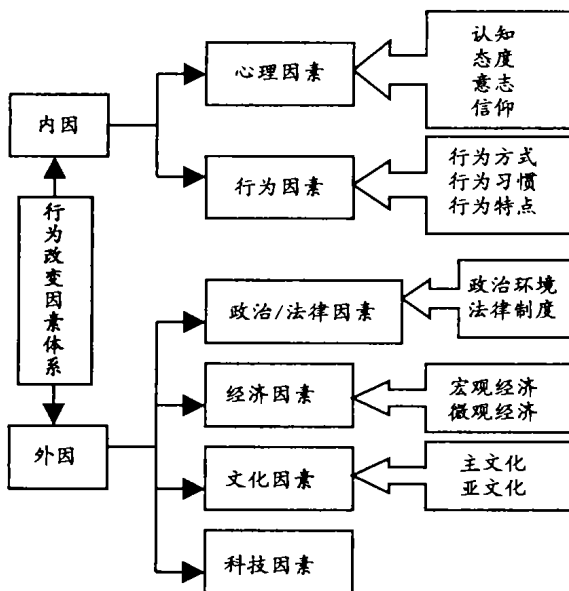 认知
态度
意志
信仰
心理因素
内因
行为因素
行为方式
行为习惯
行为特点
行为改变因素体系
政治/法律因素
政治环境
法律制度
经济因素
宏观经济
微观经济
外因
文化因素
主文化
亚文化
科技因素